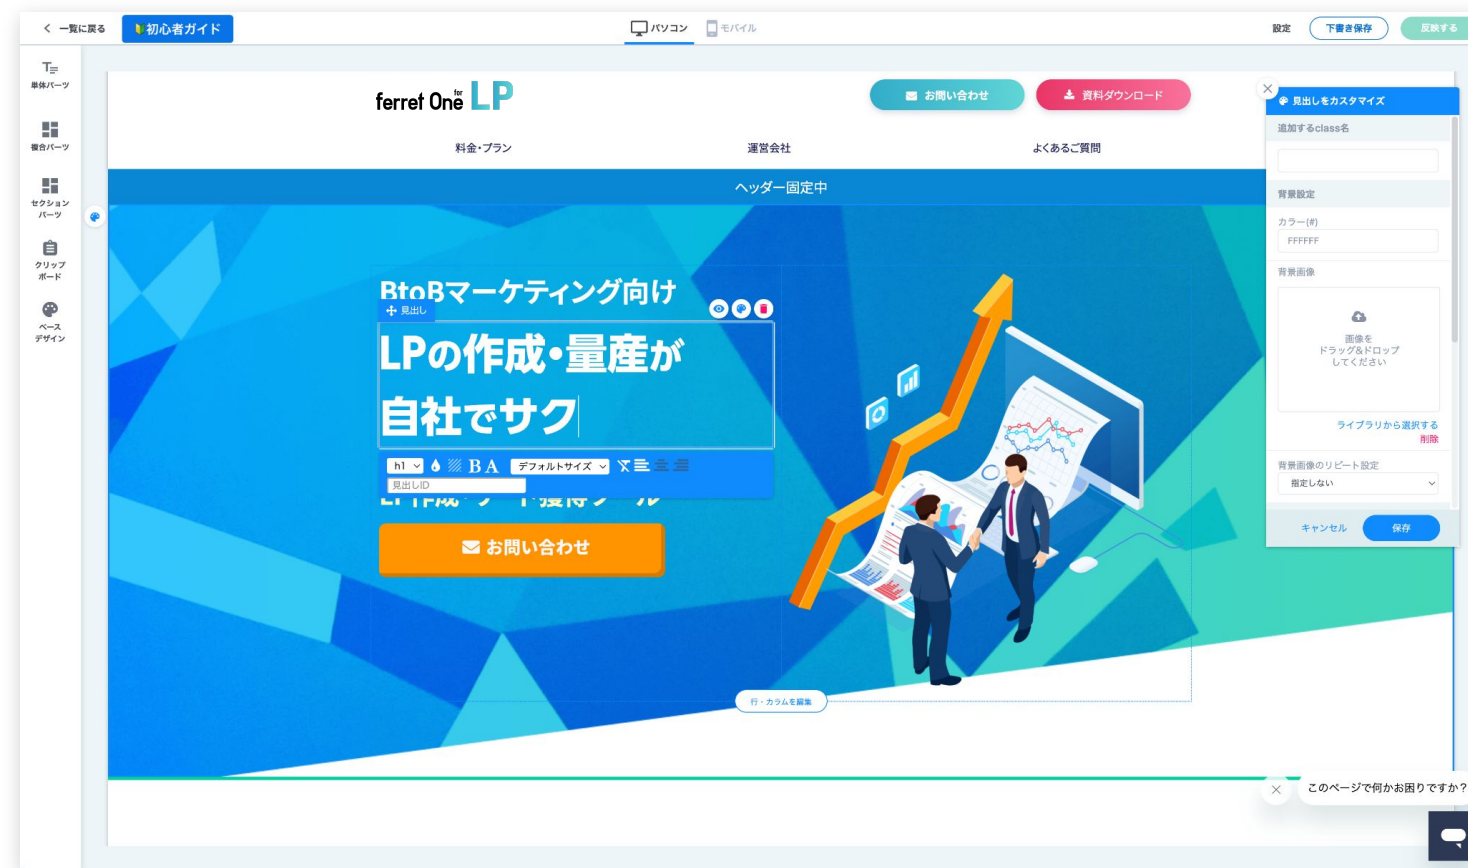 一覧に戻る
初心者ガイド
パソコン
モバイル
設定
下書き保存
反映する
単体パーツ
複合パーツ
セクション
パーツ
クリップ
ボード
ベース
デザイン
ferret One for LP
お問い合わせ
資料ダウンロード
料金・プラン
運営会社
よくあるご質問
ヘッダー固定中
BtoBマーケティング向け
見出し
LPの作成・量産が
自社でサク
h1
B A
デフォルトサイズ
見出しID
お問い合わせ
行・カラムを編集
見出しをカスタマイズ
追加するclass名
背景設定
カラー(#)
FFFFFF
背景画像
画像を
ドラッグ&ドロップ
してください
ライブラリから選択する
削除
背景画像のリピート設定
指定しない
キャンセル
保存
このページで何かお困りですか?